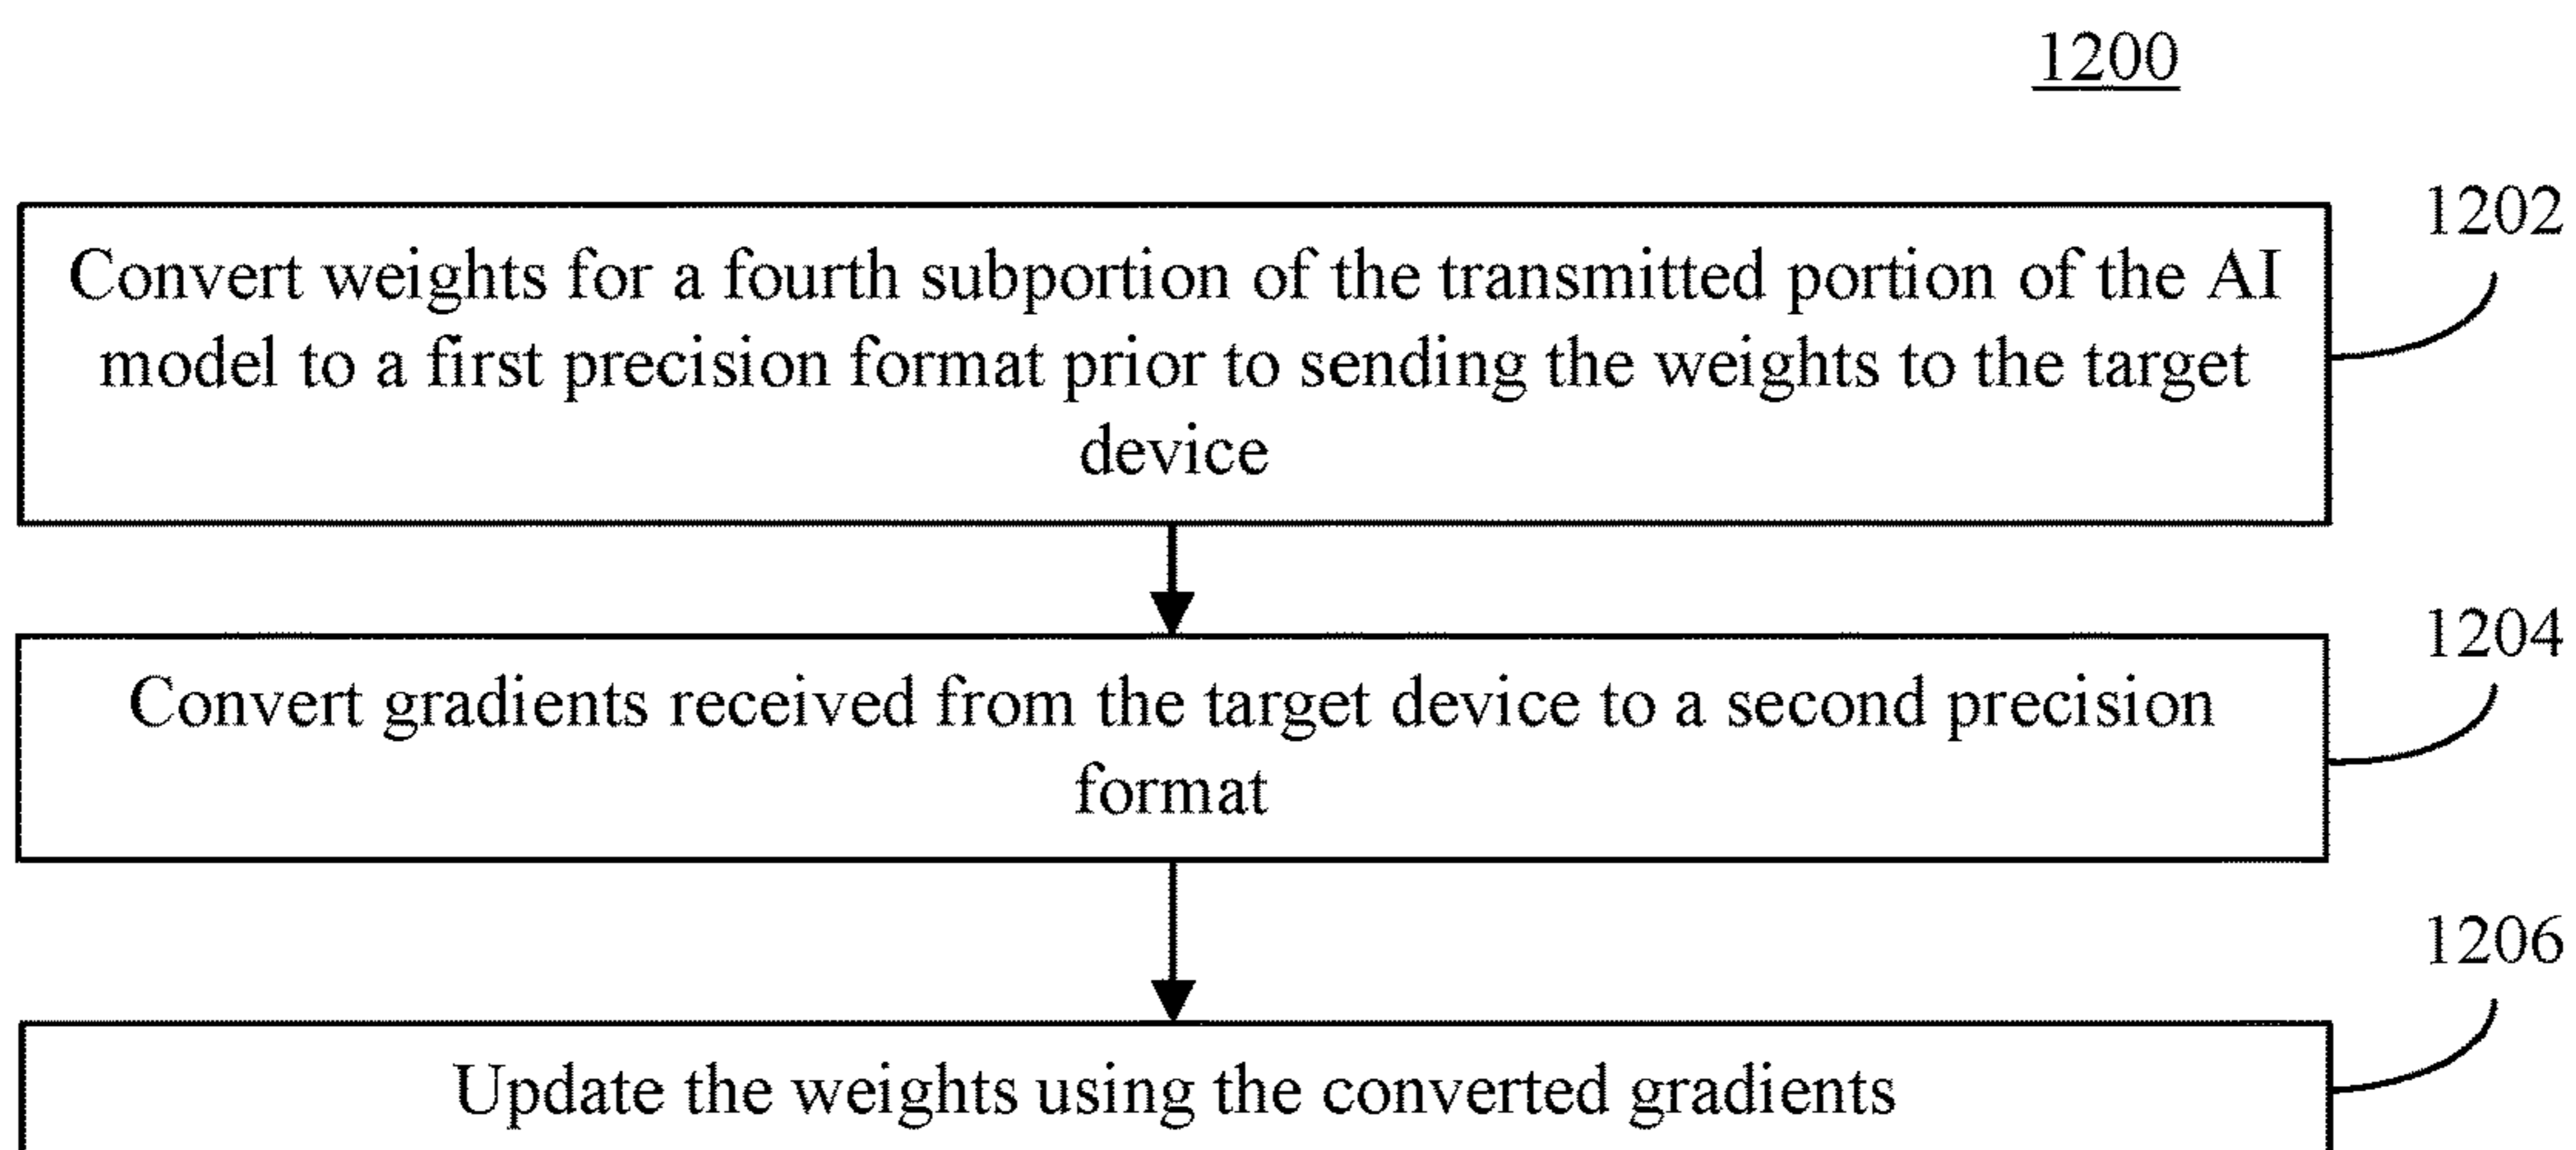 1200
1202
Convert weights for a fourth subportion of the transmitted portion of the AI
model to a first precision format prior to sending the weights to the target
device
1204
Convert gradients received from the target device to a second precision
format
1206
Update the weights using the converted gradients